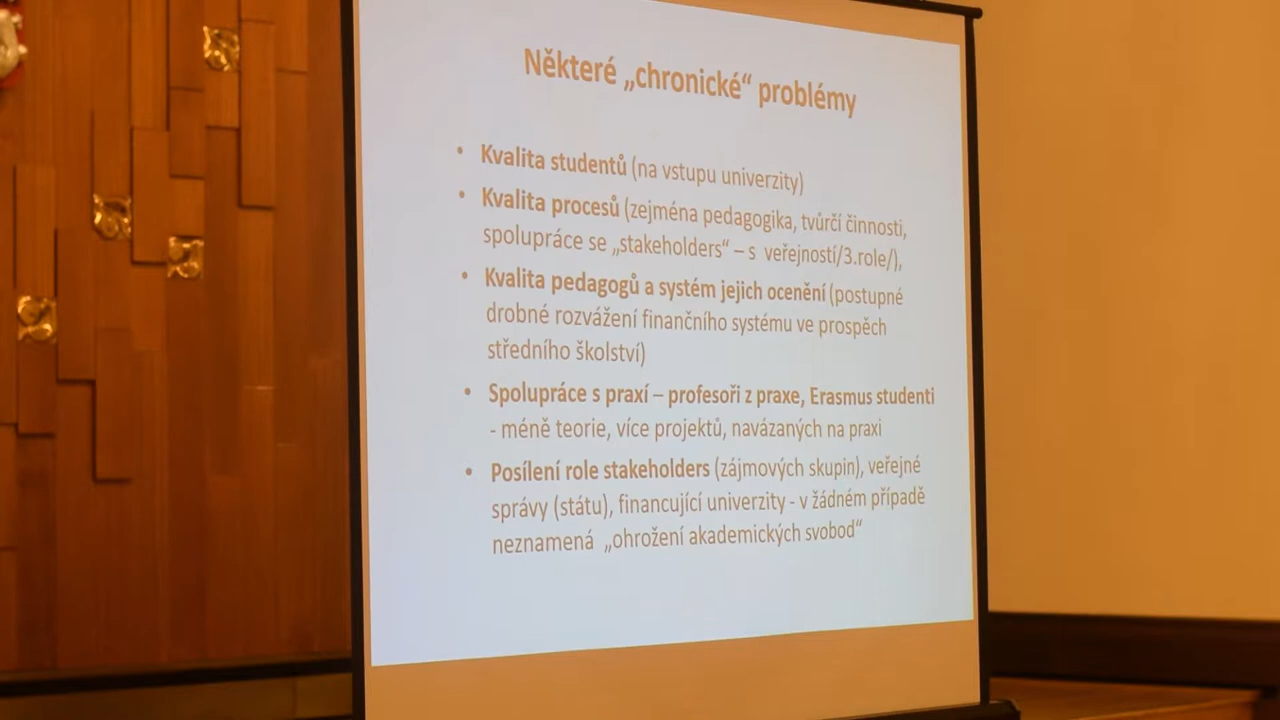 Některé „chronické“ problémy
• Kvalita studentů (na vstupu univerzity)
• Kvalita procesů (zejména pedagogika, tvůrčí činnosti,
spolupráce se „stakeholders“ – s veřejností/3.role/),
• Kvalita pedagogů a systém jejich ocenění (postupné
drobné rozvážení finančního systému ve prospěch
středního školství)
• Spolupráce s praxí – profesoři z praxe, Erasmus studenti
- méně teorie, více projektů, navázaných na praxi
• Posílení role stakeholders (zájmových skupin), veřejné
správy (státu), financující univerzity - v žádném případě
neznamená „ohrožení akademických svobod“